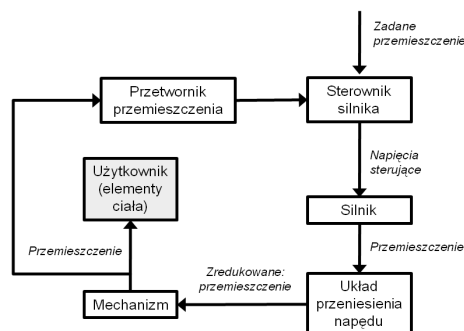 Zadane
przemieszczenie
Przetwornik
przemieszczenia
Sterownik
silnika
Napięcia
sterujące
Użytkownik
(elementy
ciała)
Silnik
Przemieszczenie
Przemieszczenie
Zredukowane:
przemieszczenie
Mechanizm
Układ
przeniesienia
napędu